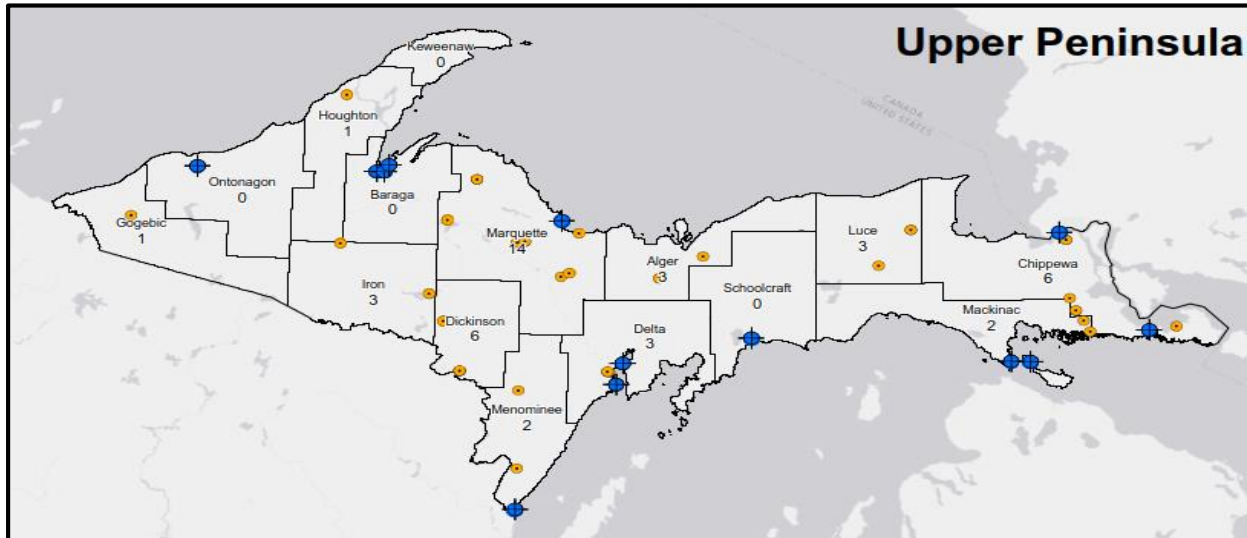 Upper Peninsula
Keweenaw
0
CANADA
UNITED STATES
Houghton
1
Ontonagon
0
Baraga
0
Gogebic
1
Marquette
14
Luce
3
Alger
3
Chippewa
6
Schoolcraft
0
Iron
3
Mackinac
2
Dickinson
6
Delta
3
Menominee
2